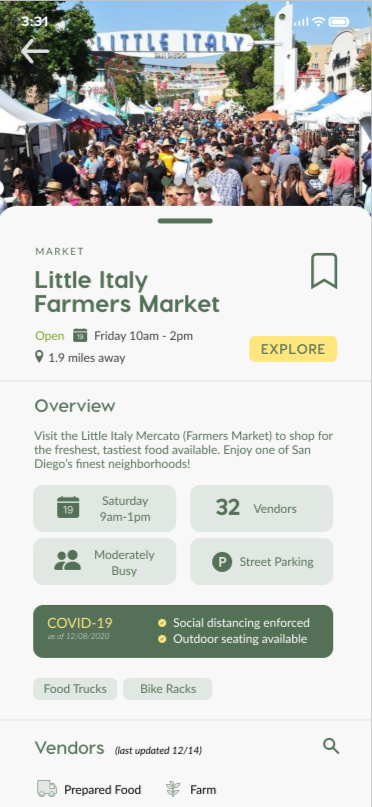 3:31
LITTLE ITALY
SAN DIEGO
MARKET
Little Italy
Farmers Market
Open 19 Friday 10am - 2pm
1.9 miles away
EXPLORE
Overview
Visit the Little Italy Mercato (Farmers Market) to shop for
the freshest, tastiest food available. Enjoy one of San
Diego's finest neighborhoods!
19 Saturday
9am-1pm
32 Vendors
Moderately
Busy
P Street Parking
COVID-19
as of 12/08/2020
Social distancing enforced
Outdoor seating available
Food Trucks
Bike Racks
Vendors (last updated 12/14)
Prepared Food
Farm